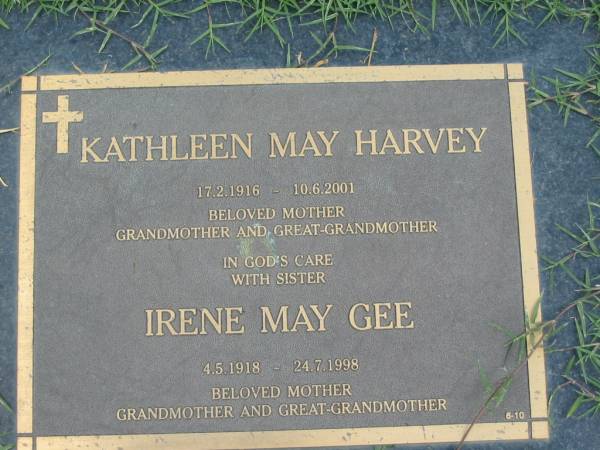 KATHLEEN MAY HARVEY
17.2.1916 - 10.6.2001
BELOVED MOTHER
GRANDMOTHER AND GREAT-GRANDMOTHER
IN GOD'S CARE
WITH SISTER
IRENE MAY GEE
4.5.1918 - 24.7.1998
BELOVED MOTHER
GRANDMOTHER AND GREAT-GRANDMOTHER
6-10